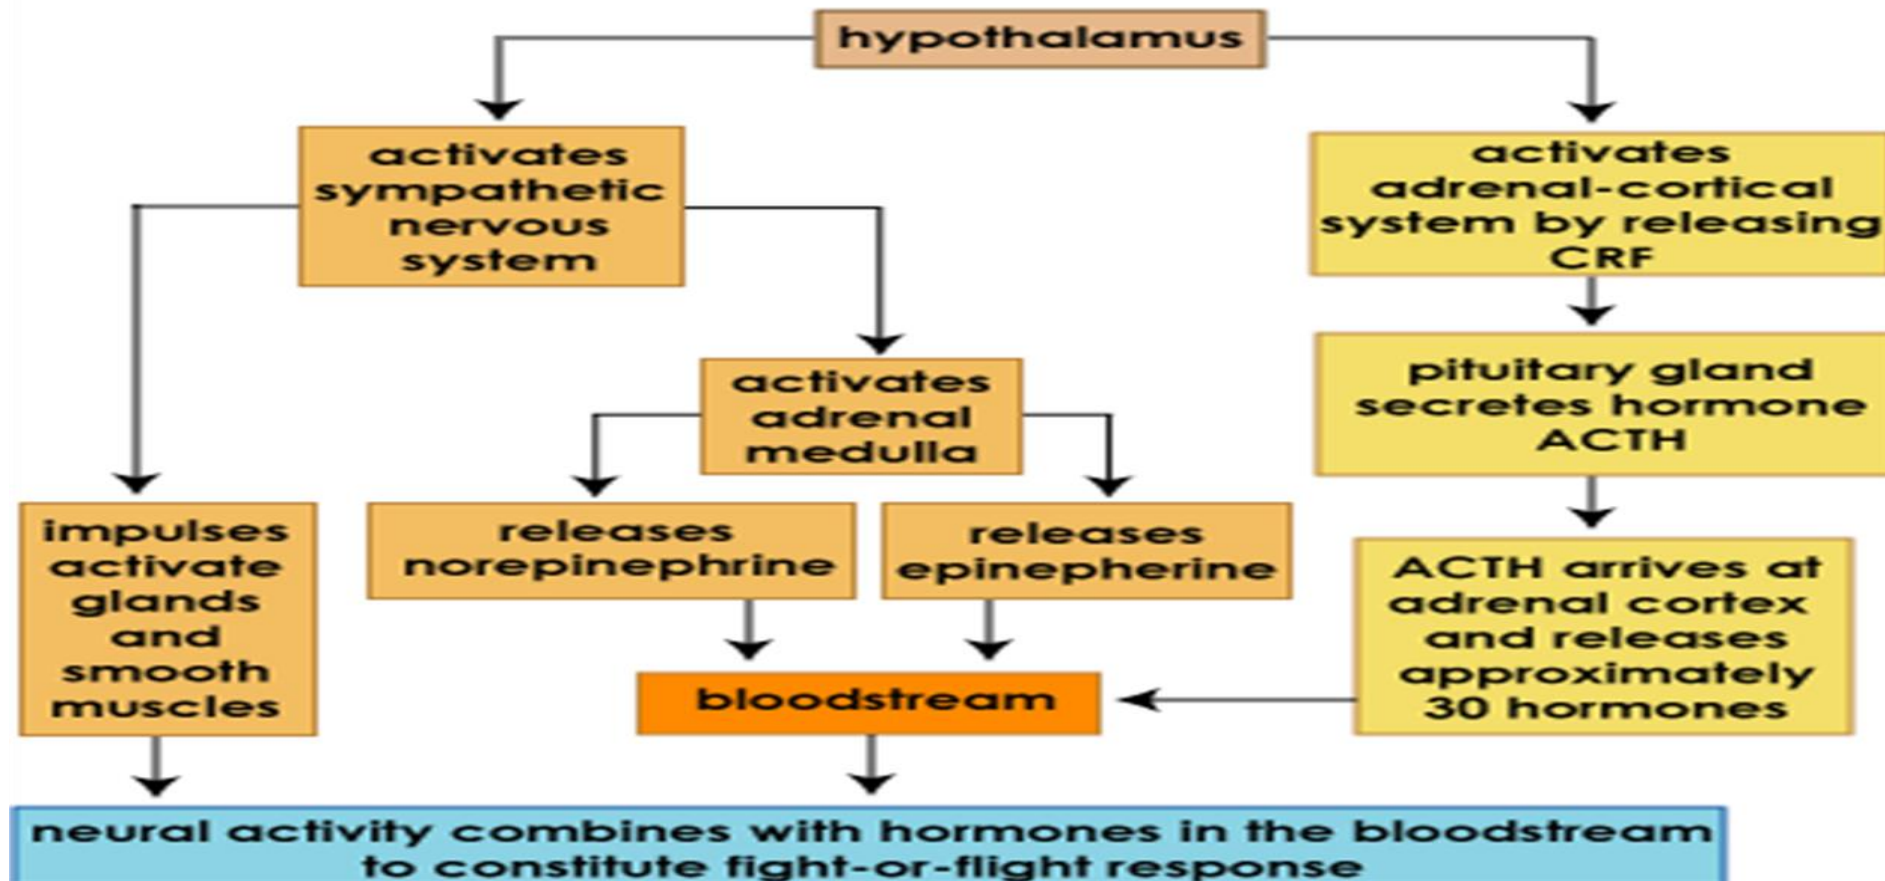 hypothalamus
activates
sympathetic
nervous
system
activates
adrenal-cortical
system by releasing
CRF
activates
adrenal
medulla
pituitary gland
secretes hormone
ACTH
impulses
activate
glands
and
smooth
muscles
releases
norepinephrine
releases
epinepherine
ACTH arrives at
adrenal cortex
and releases
approximately
30 hormones
bloodstream
neural activity combines with hormones in the bloodstream
to constitute fight-or-flight response